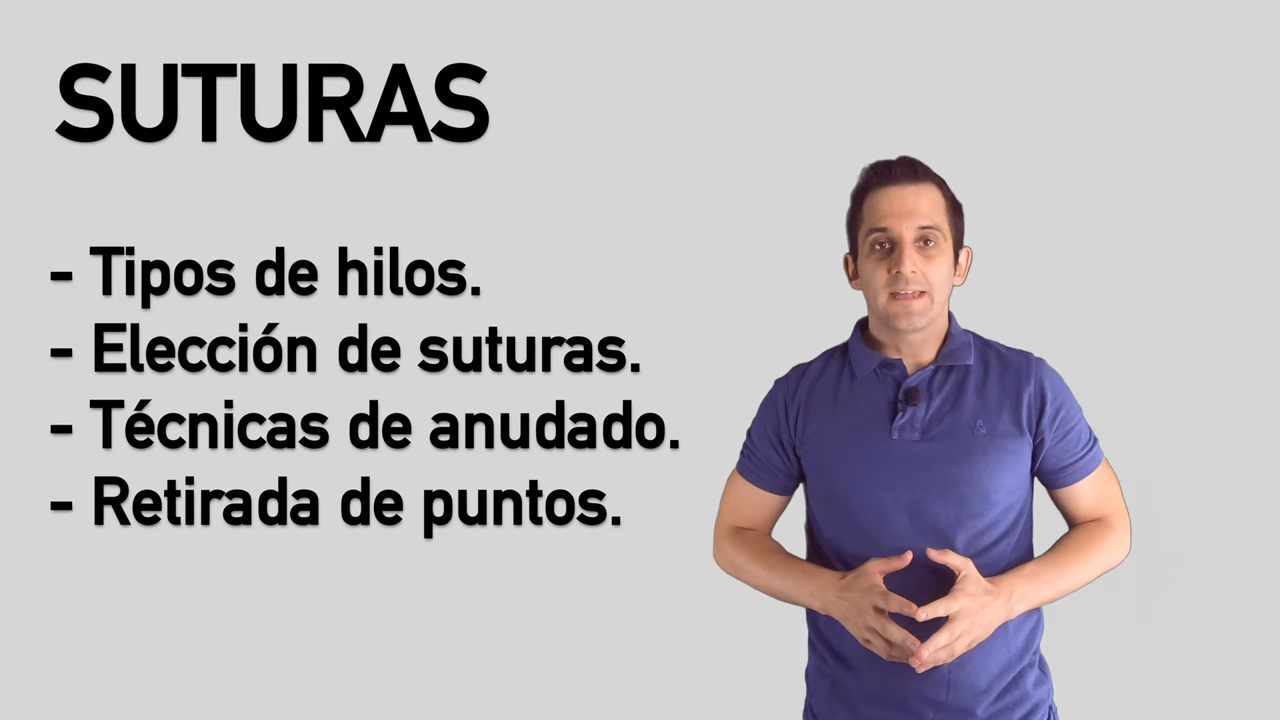 SUTURAS
- Tipos de hilos.
- Elección de suturas.
- Técnicas de anudado.
- Retirada de puntos.